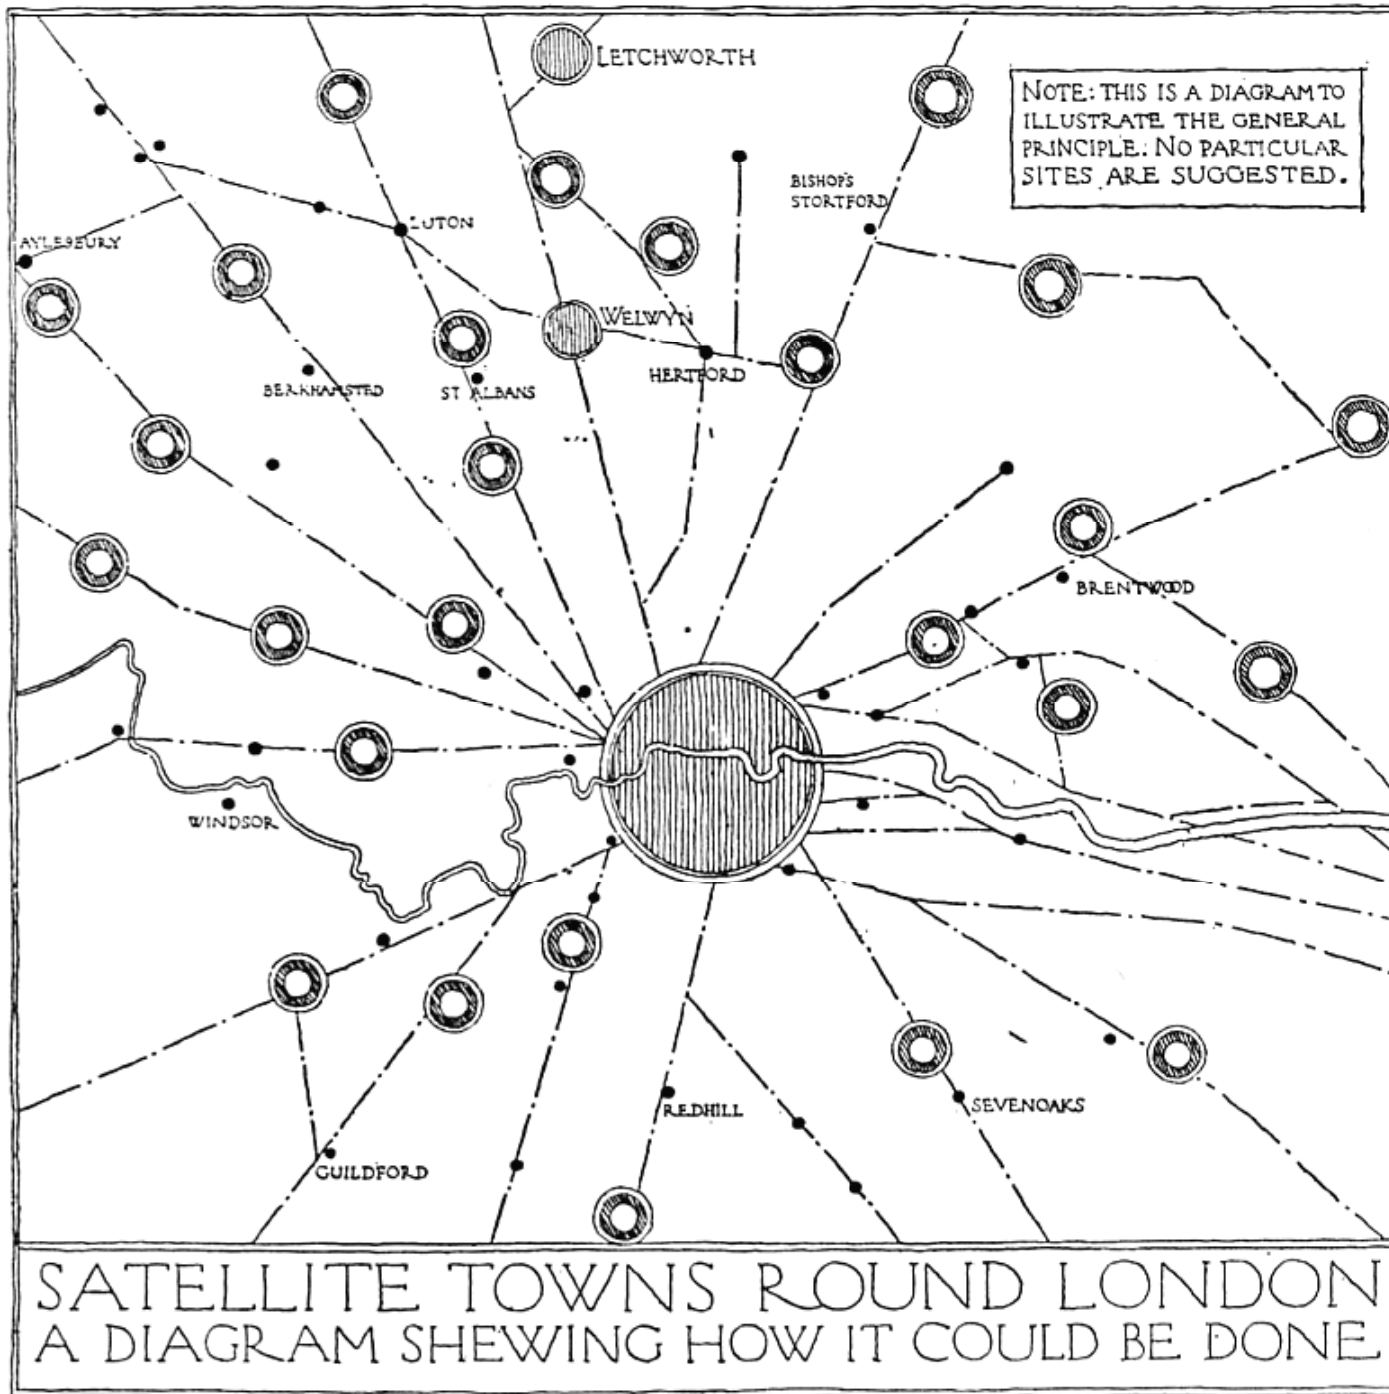 LETCHWORTH
NOTE: THIS IS A DIAGRAM TO
ILLUSTRATE THE GENERAL
PRINCIPLE: NO PARTICULAR
SITES ARE SUGGESTED.
BISHOP'S
STORTFORD
LUTON
AYLESBURY
WELWYN
HERTFORD
BERKHAMSTED
ST ALBANS
BRENTWOOD
WINDSOR
REDHILL
SEVENOAKS
GUILDFORD
SATELLITE TOWNS ROUND LONDON
A DIAGRAM SHEWING HOW IT COULD BE DONE